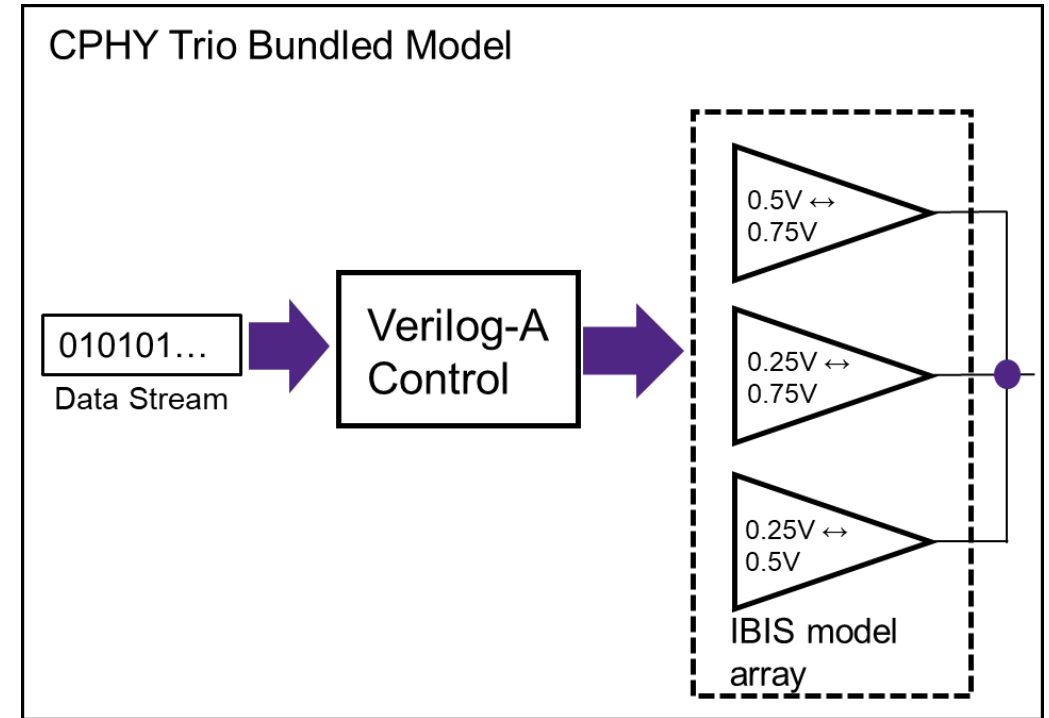 CPHY Trio Bundled Model
0.5V ↔
0.75V
010101...
Data Stream
Verilog-A
Control
0.25V ↔
0.75V
0.25V ↔
0.5V
IBIS model
array